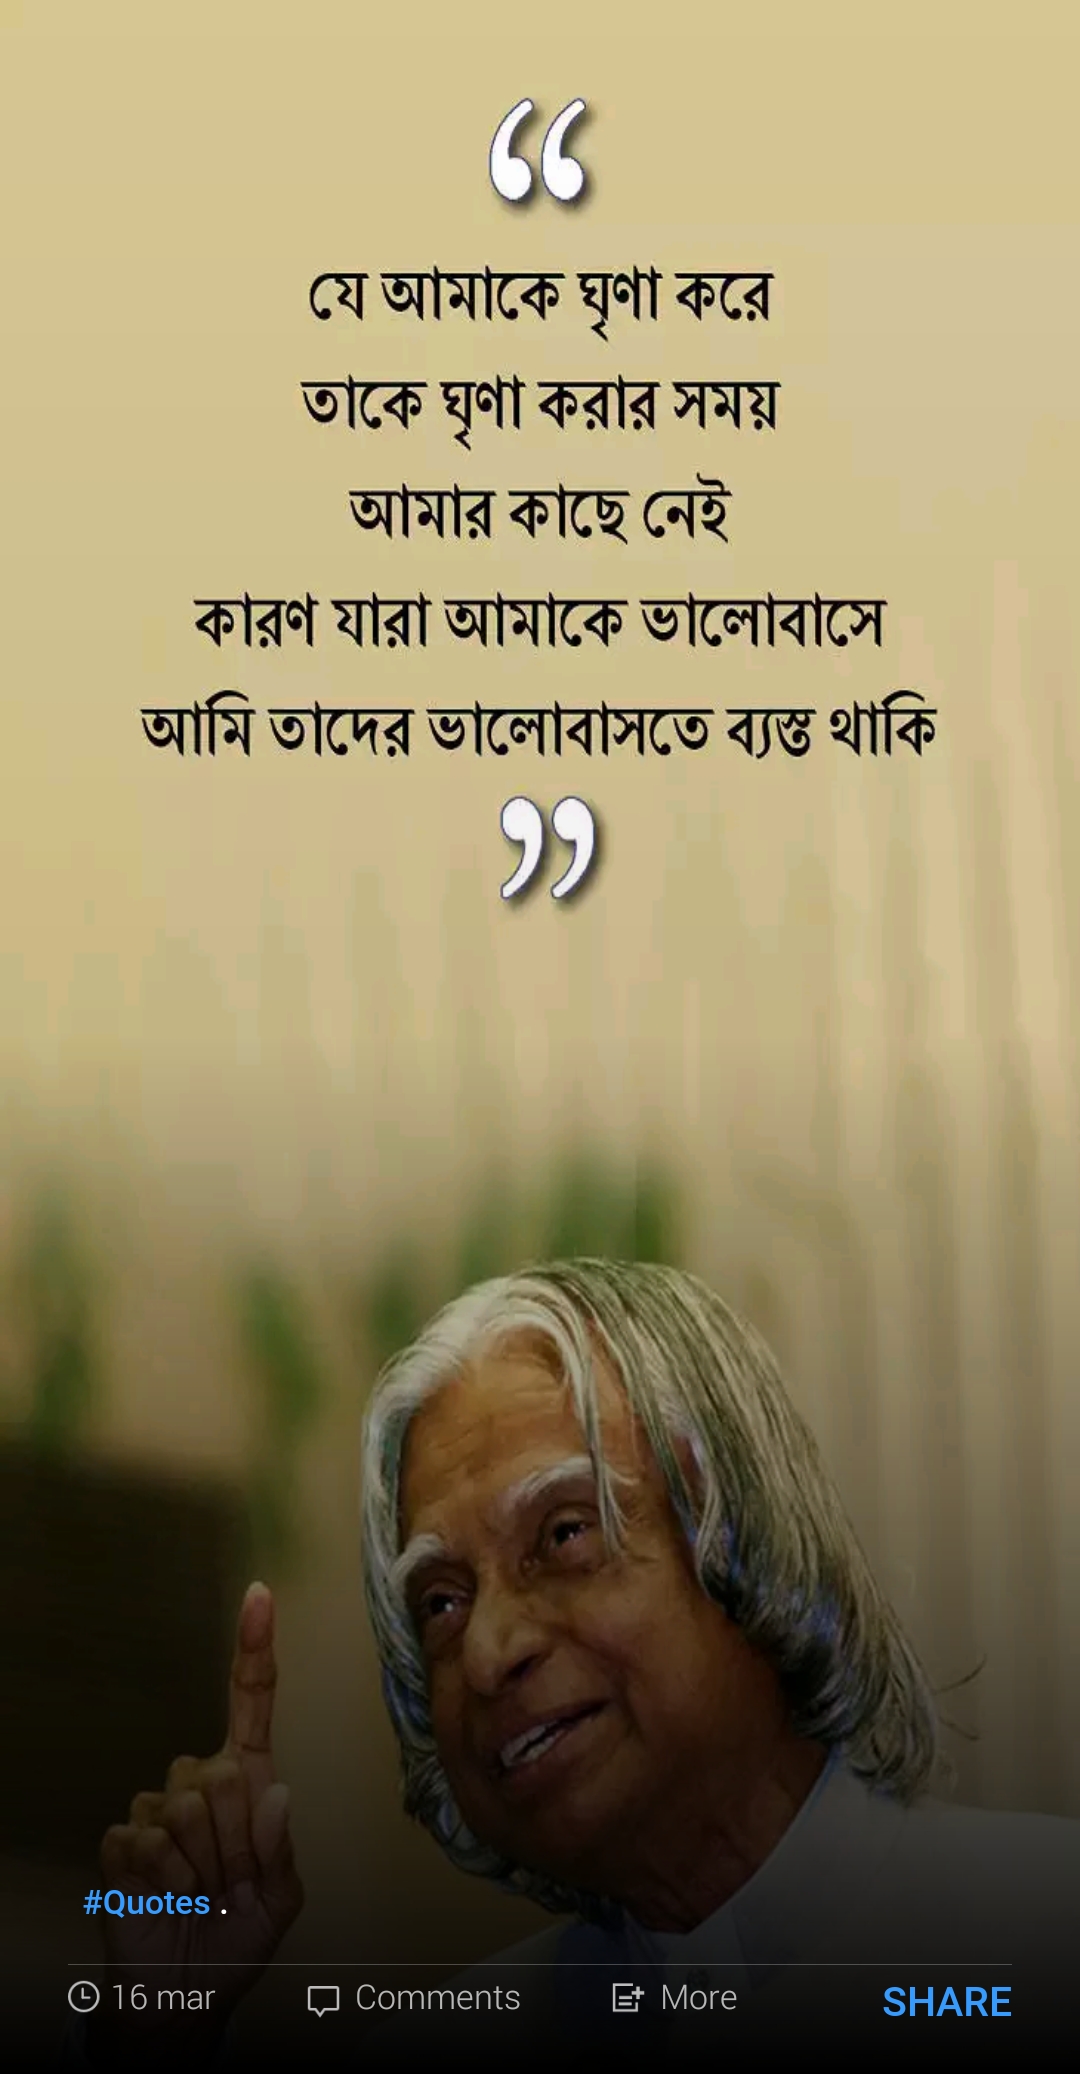 “
যে আমাকে ঘৃণা করে
তাকে ঘৃণা করার সময়
আমার কাছে নেই
কারণ যারা আমাকে ভালোবাসে
আমি তাদের ভালোবাসতে ব্যস্ত থাকি
”
#Quotes .
16 mar Comments More SHARE